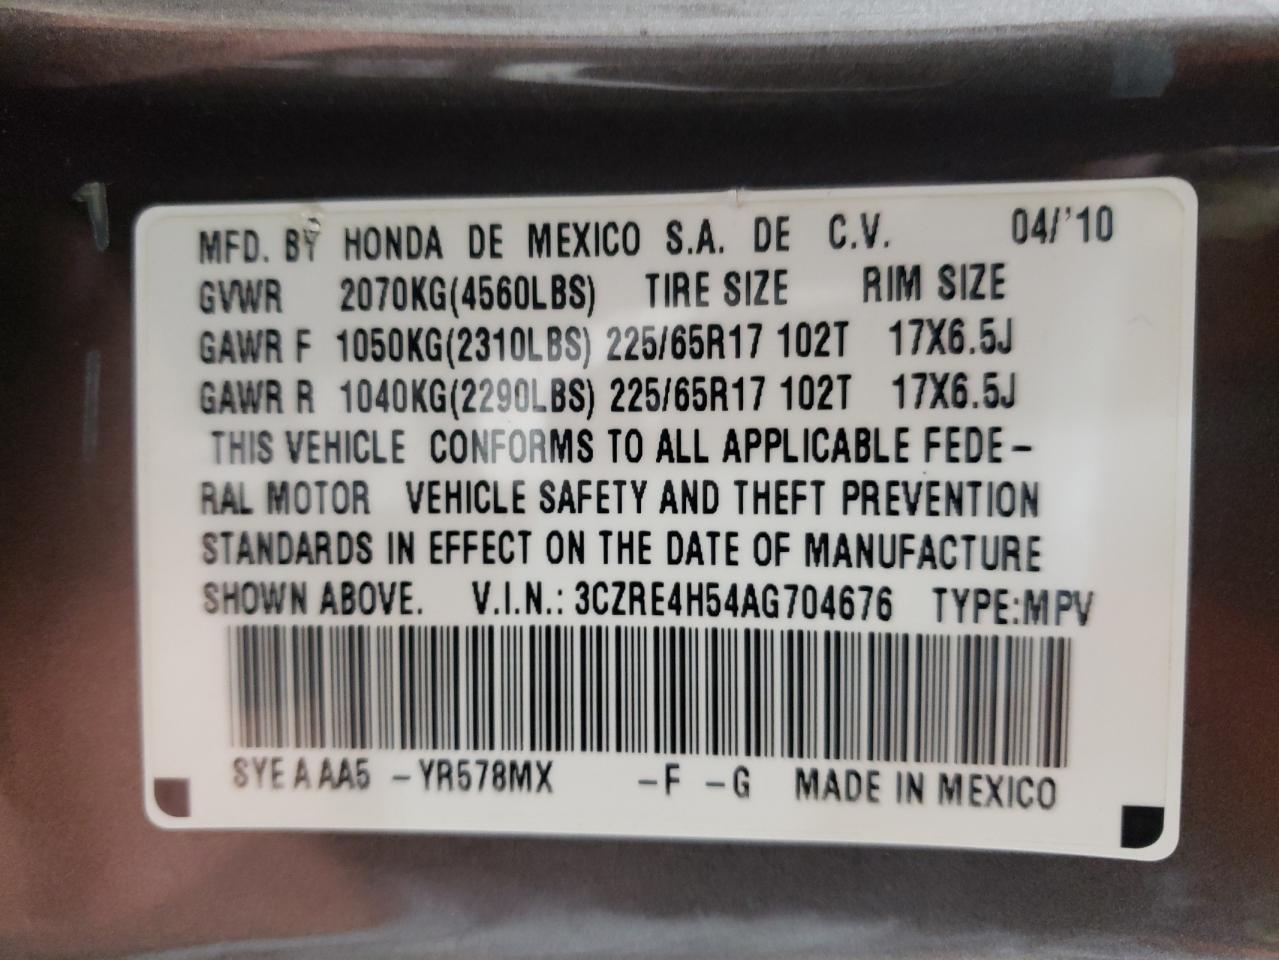 MFD. BY HONDA DE MEXICO S.A. DE C.V. 04/'10
GVWR 2070KG(4560LBS) TIRE SIZE RIM SIZE
GAWR F 1050KG(2310LBS) 225/65R17 102T 17X6.5J
GAWR R 1040KG(2290LBS) 225/65R17 102T 17X6.5J
THIS VEHICLE CONFORMS TO ALL APPLICABLE FEDE-
RAL MOTOR VEHICLE SAFETY AND THEFT PREVENTION
STANDARDS IN EFFECT ON THE DATE OF MANUFACTURE
SHOWN ABOVE. V.I.N.: 3CZRE4H54AG704676 TYPE:MPV
SYE A AA5 -YR578MX -F -G MADE IN MEXICO